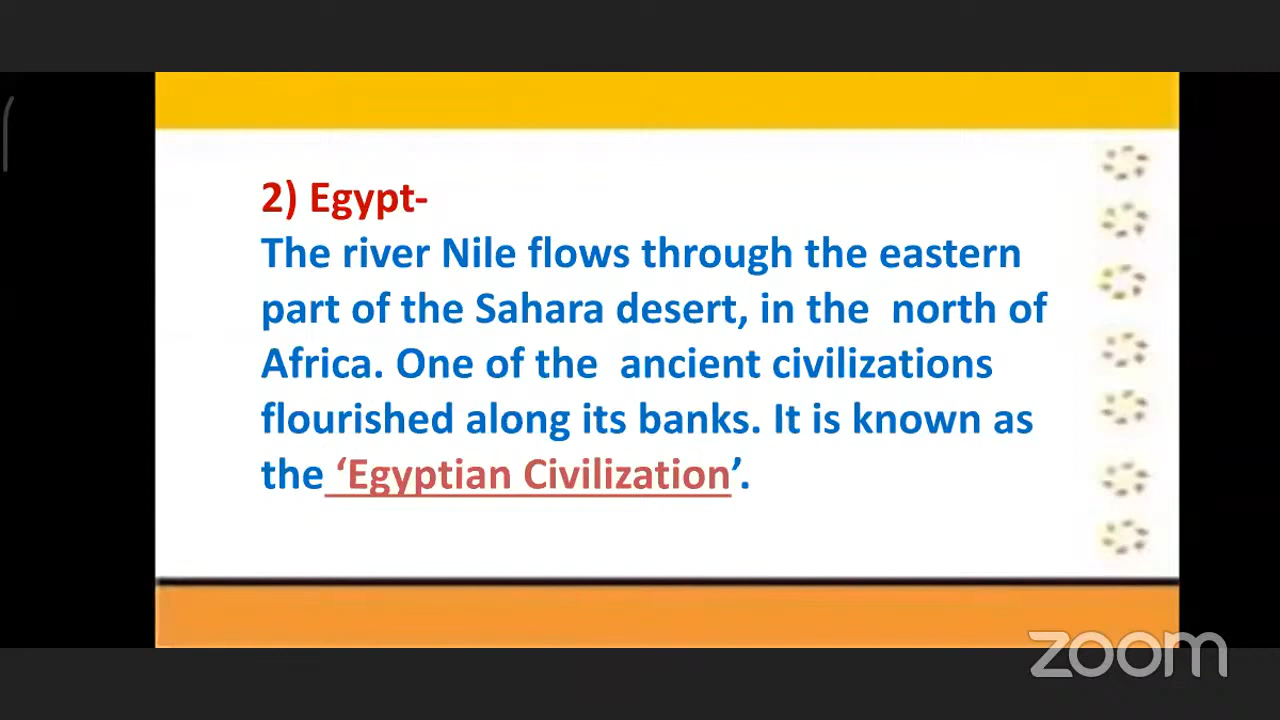 2) Egypt-
The river Nile flows through the eastern
part of the Sahara desert, in the north of
Africa. One of the ancient civilizations
flourished along its banks. It is known as
the ‘Egyptian Civilization’.
zoom